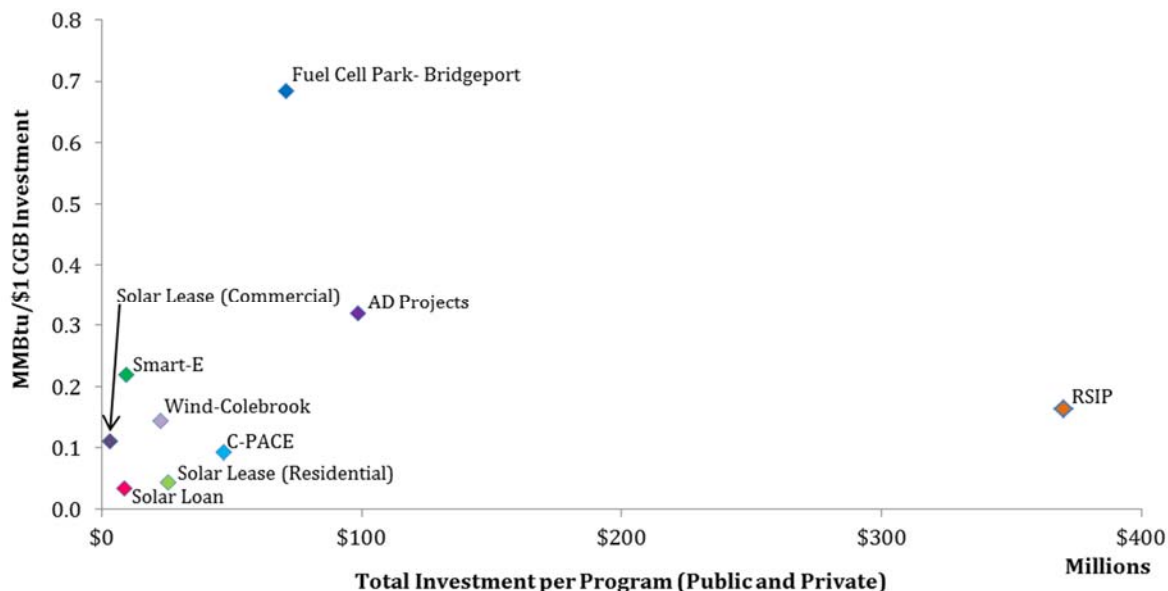 0.8
0.7
0.6
0.5
0.4
0.3
0.2
0.1
0.0
MMBtu/$1 CGB Investment
Fuel Cell Park- Bridgeport
AD Projects
Solar Lease (Commercial)
Smart-E
Wind-Colebrook
C-PACE
Solar Lease (Residential)
Solar Loan
RSIP
$0
$100
$200
$300
$400
Millions
Total Investment per Program (Public and Private)